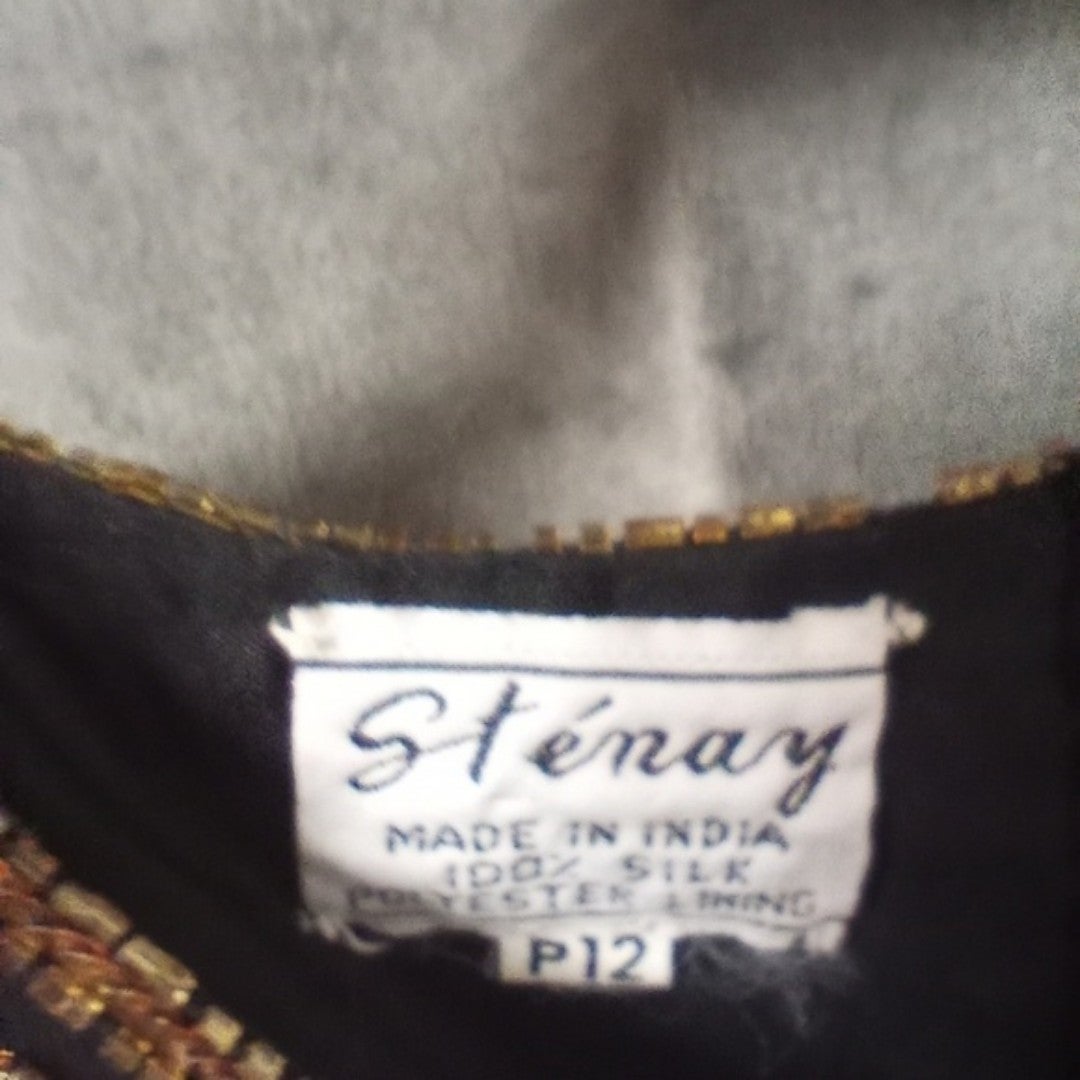 Sténay
MADE IN INDIA
100% SILK
POLYESTER LINING
P12